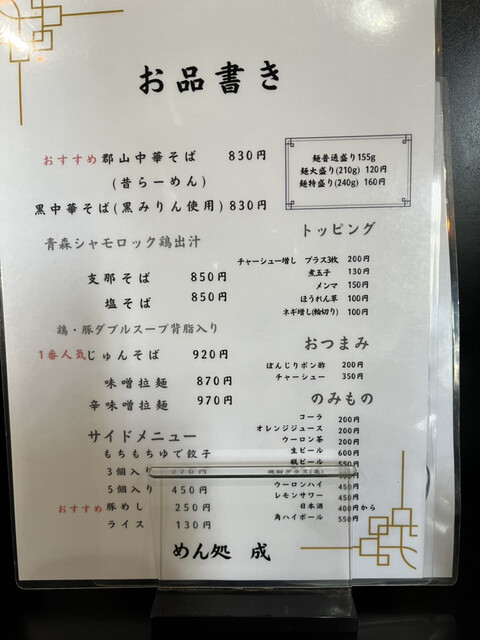 お品書き
おすすめ 郡山中華そば 830円
(昔らーめん)
黒中華そば(黒みりん使用) 830円
青森シャモロック鶏出汁
支那そば 850円
塩そば 850円
鶏・豚ダブルスープ背脂入り
1番人気 じゅんそば 920円
味噌拉麺 870円
辛味噌拉麺 970円
サイドメニュー
もちもちゆで餃子
3個入り 270円
5個入り 450円
おすすめ 豚めし 250円
ライス 130円
麺普通盛り155g
麺大盛り(210g) 120円
麺特盛り(240g) 160円
トッピング
チャーシュー増し プラス3枚 200円
煮玉子 130円
メンマ 150円
ほうれん草 100円
ネギ増し(輪切り) 100円
おつまみ
ぼんじりポン酢 200円
チャーシュー 350円
のみもの
コーラ 200円
オレンジジュース 200円
ウーロン茶 200円
生ビール 600円
瓶ビール 550円
ウーロンハイ 400円
レモンサワー 400円
日本酒 400円から
角ハイボール 550円
めん処 成